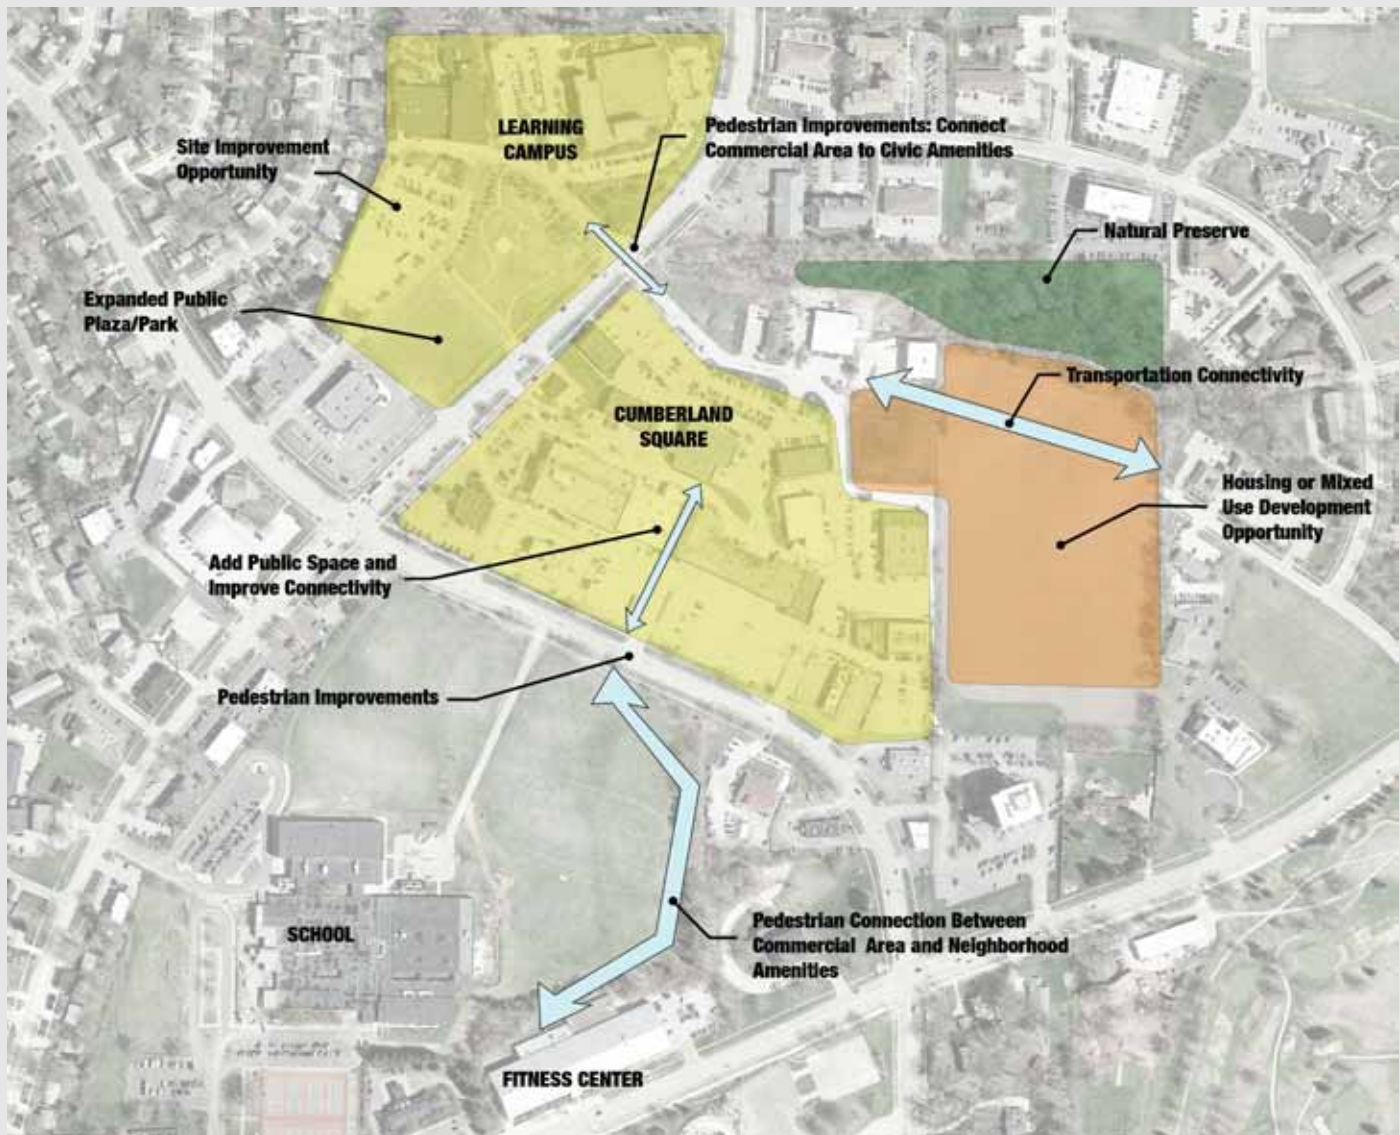 LEARNING
CAMPUS
Pedestrian Improvements: Connect
Commercial Area to Civic Amenities
Site Improvement
Opportunity
Natural Preserve
Expanded Public
Plaza/Park
Transportation Connectivity
CUMBERLAND
SQUARE
Housing or Mixed
Use Development
Opportunity
Add Public Space and
Improve Connectivity
Pedestrian Improvements
Pedestrian Connection Between
Commercial Area and Neighborhood
Amenities
SCHOOL
FITNESS CENTER